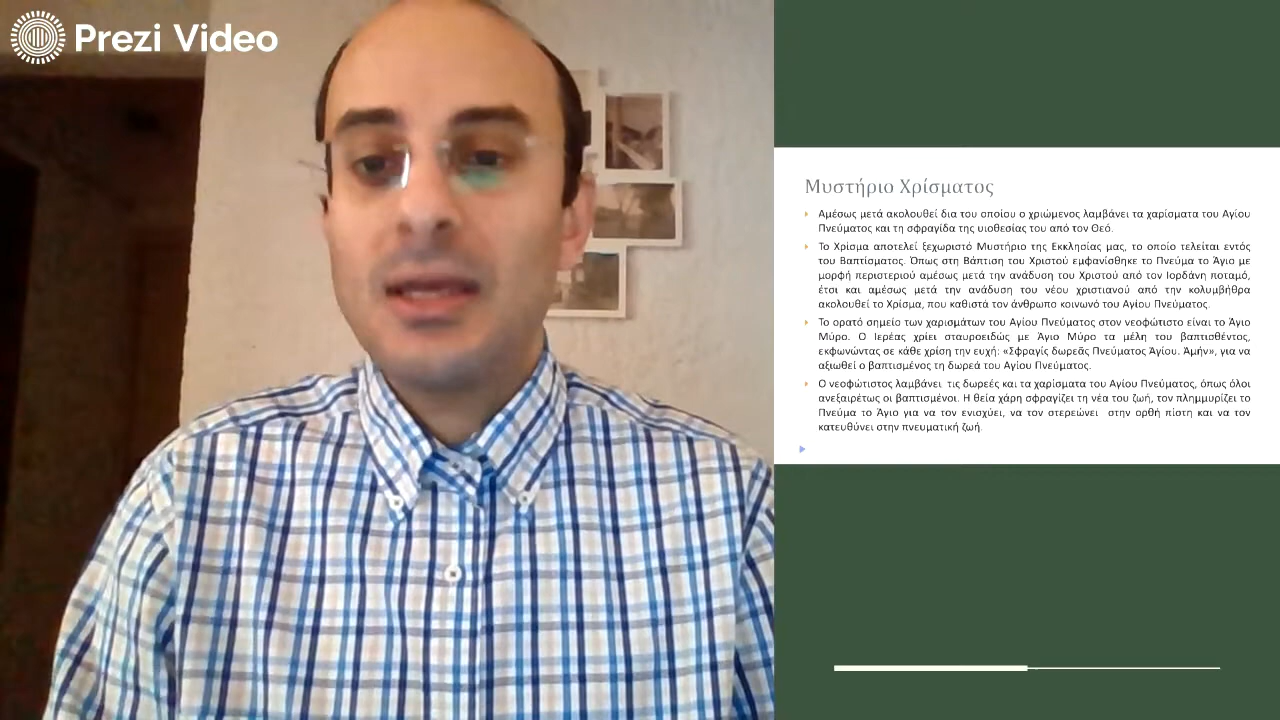 Prezi Video
Μυστήριο Χρίσματος
Αμέσως μετά ακολουθεί δια του οποίου ο χριώμενος λαμβάνει τα χαρίσματα του Αγίου
Πνεύματος και τη σφραγίδα της υιοθεσίας του από τον Θεό.
Το Χρίσμα αποτελεί ξεχωριστό Μυστήριο της Εκκλησίας μας, το οποίο τελείται εντός
του Βαπτίσματος. Όπως στη Βάπτιση του Χριστού εμφανίσθηκε το Πνεύμα το Άγιο με
μορφή περιστεριού αμέσως μετά την ανάδυση του Χριστού από τον Ιορδάνη ποταμό,
έτσι και αμέσως μετά την ανάδυση του νέου χριστιανού από την κολυμβήθρα
ακολουθεί το Χρίσμα, που καθιστά τον άνθρωπο κοινωνό του Αγίου Πνεύματος.
Το ορατό σημείο των χαρισμάτων του Αγίου Πνεύματος στον νεοφώτιστο είναι το Άγιο
Μύρο. Ο Ιερέας χρίει σταυροειδώς με Άγιο Μύρο τα μέλη του βαπτισθέντος,
εκφωνώντας σε κάθε χρίση την ευχή: «Σφραγίς δωρεᾶς Πνεύματος Ἁγίου. Ἀμήν», για να
αξιωθεί ο βαπτισμένος τη δωρεά του Αγίου Πνεύματος.
Ο νεοφώτιστος λαμβάνει τις δωρεές και τα χαρίσματα του Αγίου Πνεύματος, όπως όλοι
ανεξαιρέτως οι βαπτισμένοι. Η θεία χάρη σφραγίζει τη νέα του ζωή, τον πλημμυρίζει το
Πνεύμα το Άγιο για να τον ενισχύει, να τον στερεώνει στην ορθή πίστη και να τον
κατευθύνει στην πνευματική ζωή.